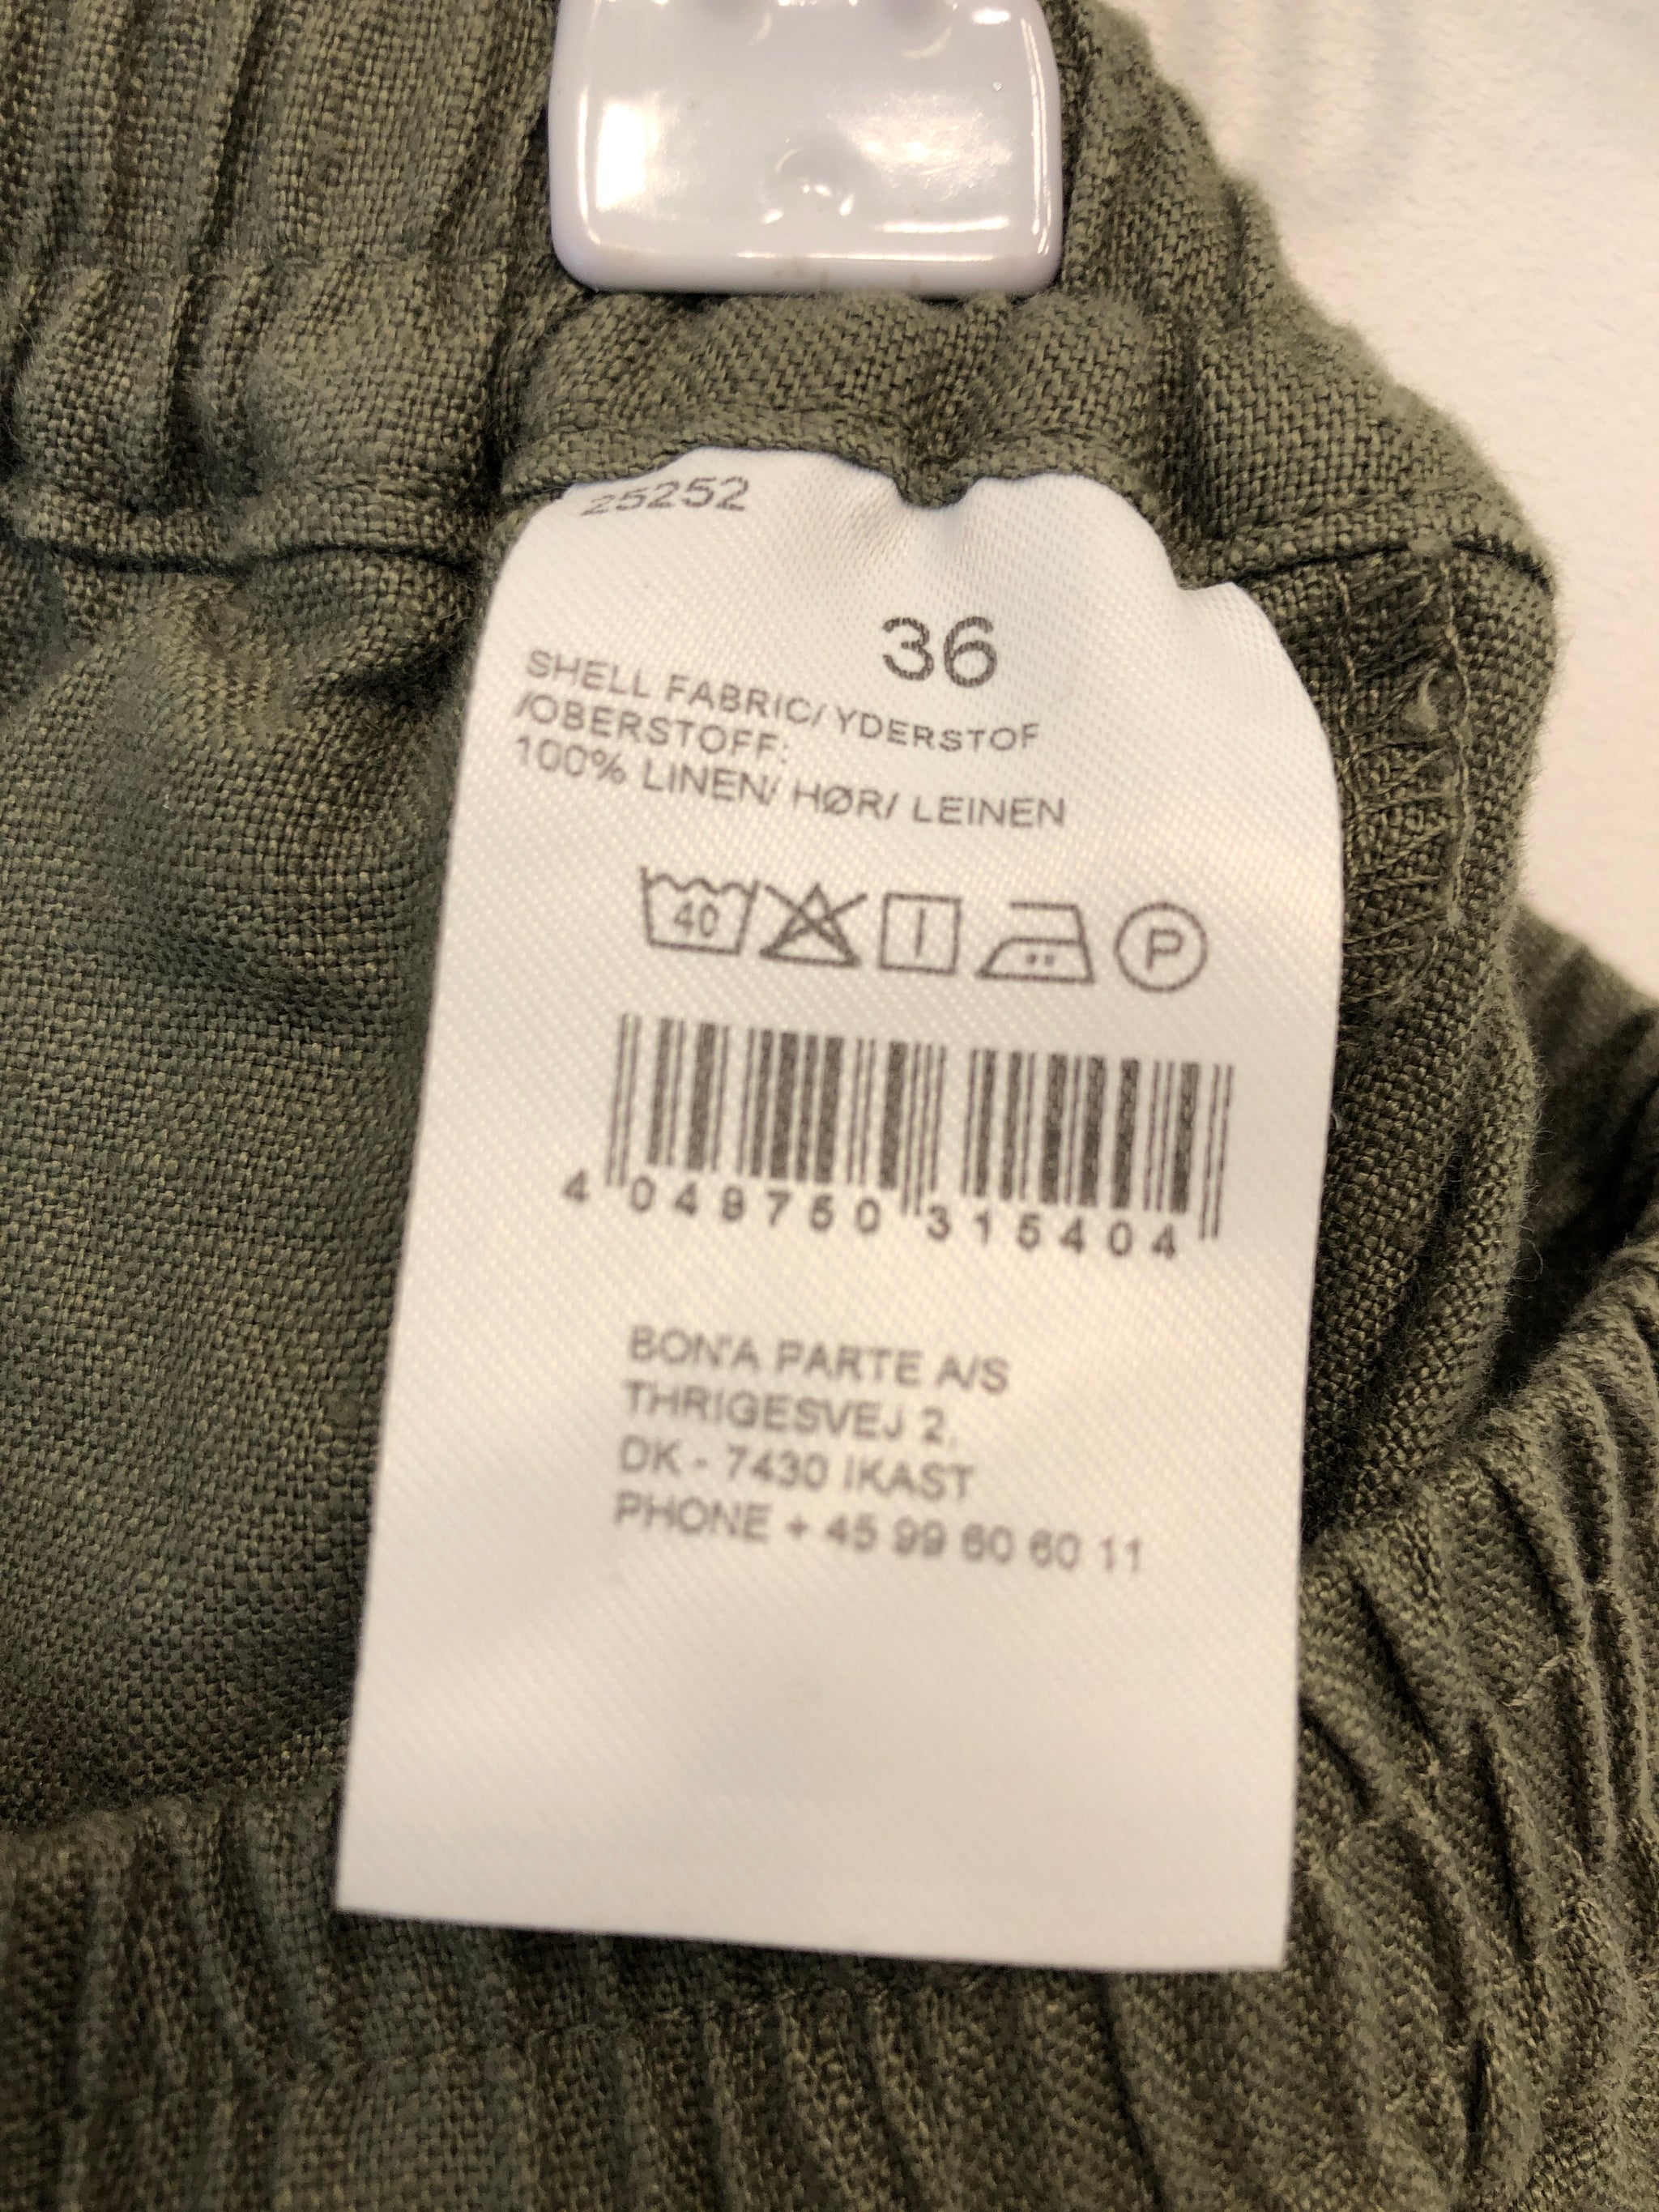 25252
36
SHELL FABRIC/ YDERSTOF
/OBERSTOFF:
100% LINEN/ HØR/ LEINEN
40 P
4 049750 315404
BON'A PARTE A/S
THRIGESVEJ 2,
DK - 7430 IKAST
PHONE + 45 99 60 60 11